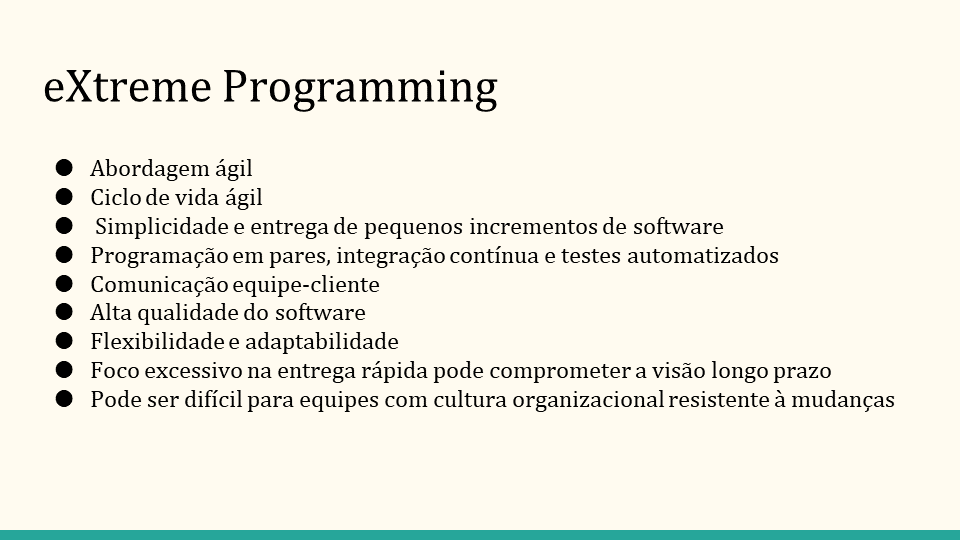 eXtreme Programming
● Abordagem ágil
● Ciclo de vida ágil
● Simplicidade e entrega de pequenos incrementos de software
● Programação em pares, integração contínua e testes automatizados
● Comunicação equipe-cliente
● Alta qualidade do software
● Flexibilidade e adaptabilidade
● Foco excessivo na entrega rápida pode comprometer a visão longo prazo
● Pode ser difícil para equipes com cultura organizacional resistente à mudanças